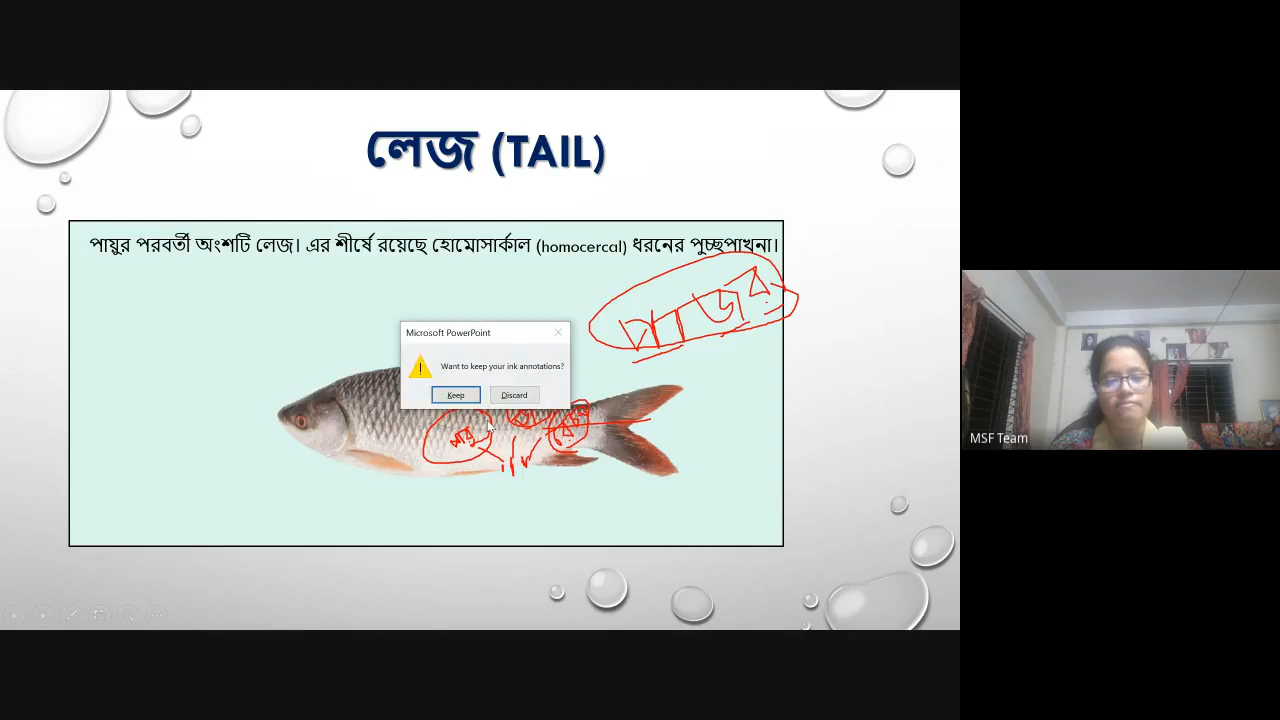 লেজ (TAIL)
পায়ুর পরবর্তী অংশটি লেজ। এর শীর্ষে রয়েছে হোমোসার্কাল (homocercal) ধরনের পুচ্ছপাখনা।
পাজর
Microsoft PowerPoint
Want to keep your ink annotations?
Keep Discard
MSF Team